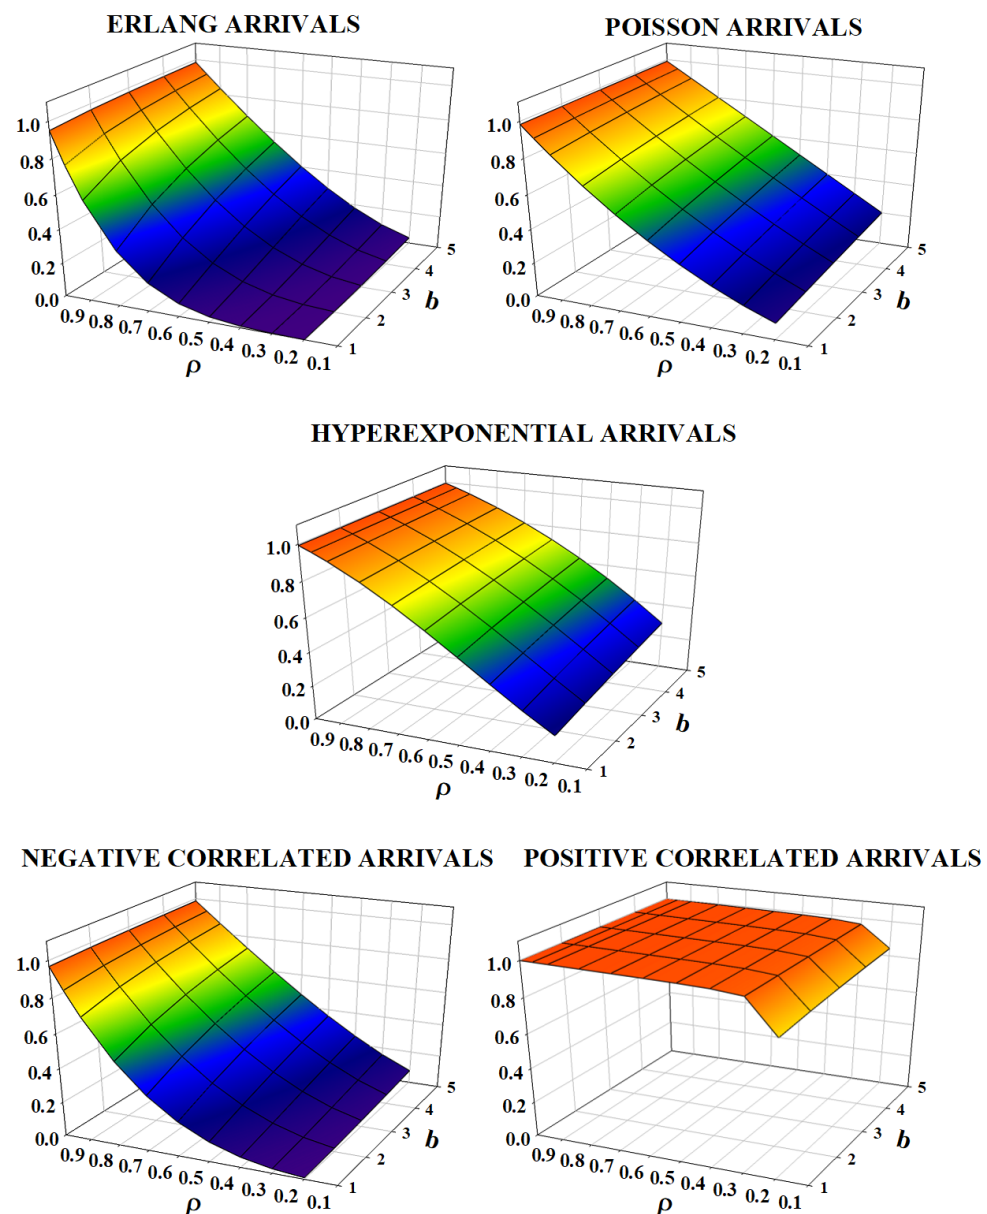 ERLANG ARRIVALS
1.0
0.8
0.6
0.4
0.2
0.0
0.9 0.8 0.7 0.6 0.5 0.4 0.3 0.2 0.1
ρ
1
2
3
4
5
b
POISSON ARRIVALS
1.0
0.8
0.6
0.4
0.2
0.0
0.9 0.8 0.7 0.6 0.5 0.4 0.3 0.2 0.1
ρ
1
2
3
4
5
b
HYPEREXPONENTIAL ARRIVALS
1.0
0.8
0.6
0.4
0.2
0.0
0.9 0.8 0.7 0.6 0.5 0.4 0.3 0.2 0.1
ρ
1
2
3
4
5
b
NEGATIVE CORRELATED ARRIVALS
1.0
0.8
0.6
0.4
0.2
0.0
0.9 0.8 0.7 0.6 0.5 0.4 0.3 0.2 0.1
ρ
1
2
3
4
5
b
POSITIVE CORRELATED ARRIVALS
1.0
0.8
0.6
0.4
0.2
0.0
0.9 0.8 0.7 0.6 0.5 0.4 0.3 0.2 0.1
ρ
1
2
3
4
5
b